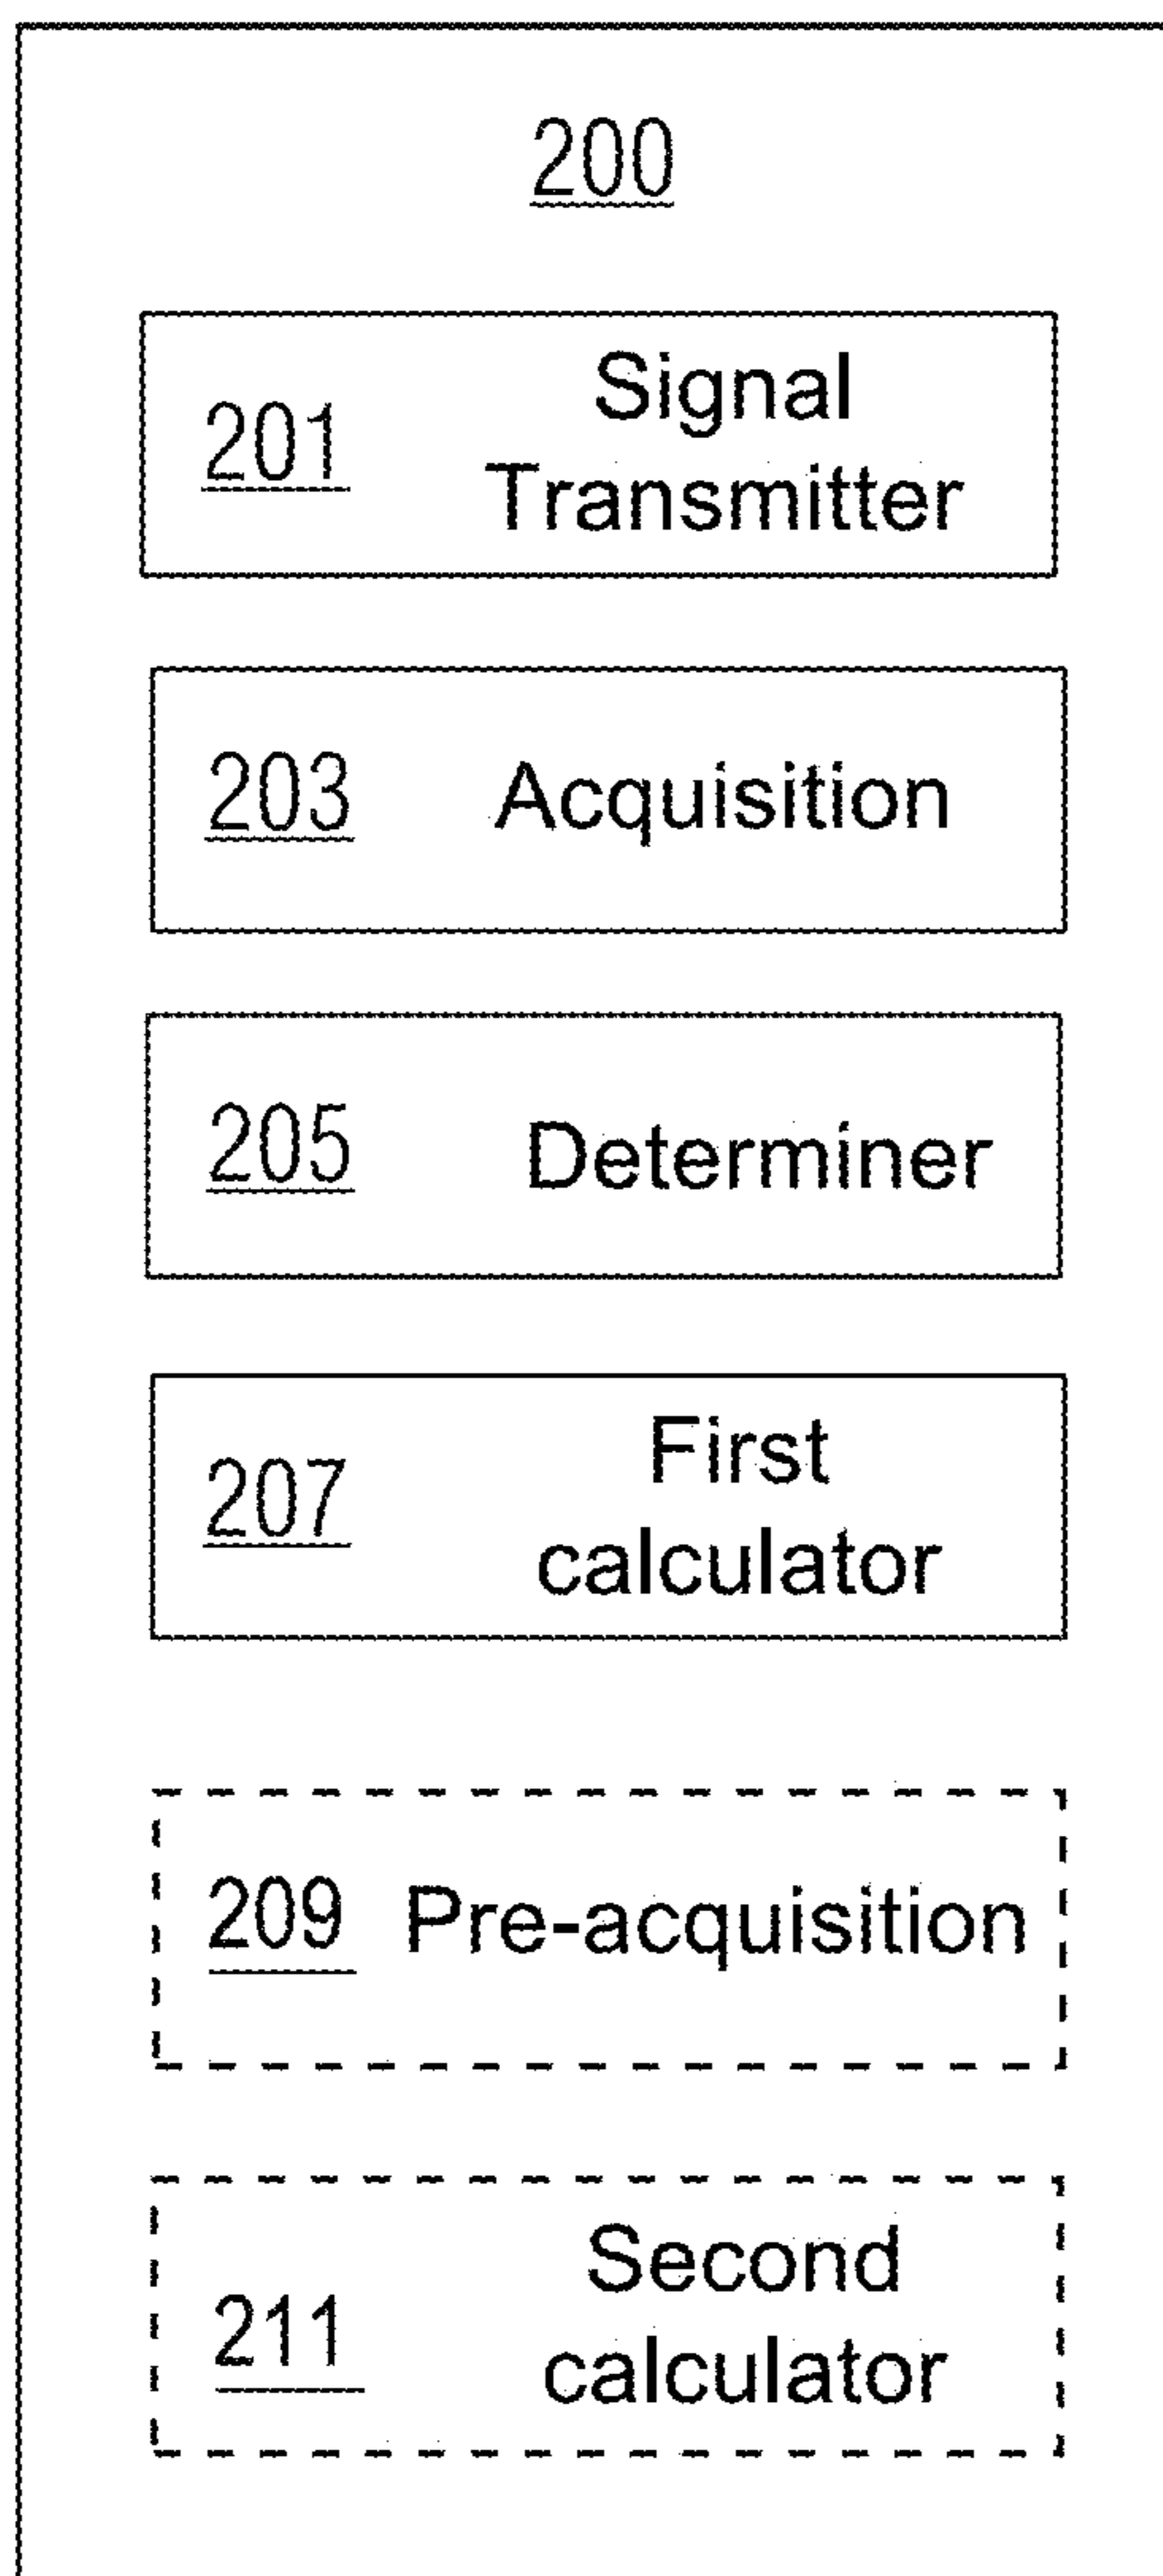 200
201
Signal
Transmitter
203 Acquisition
205 Determiner
207
First
calculator
209 Pre-acquisition
211
Second
calculator